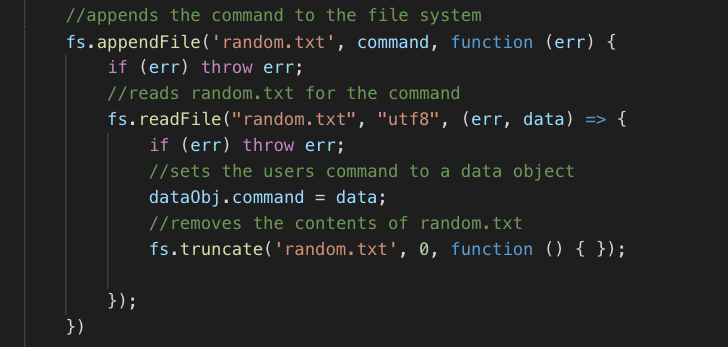 //appends the command to the file system
fs.appendFile('random.txt', command, function (err) {
if (err) throw err;
//reads random.txt for the command
fs.readFile("random.txt", "utf8", (err, data) => {
if (err) throw err;
//sets the users command to a data object
dataObj.command = data;
//removes the contents of random.txt
fs.truncate('random.txt', 0, function () { });
});
})